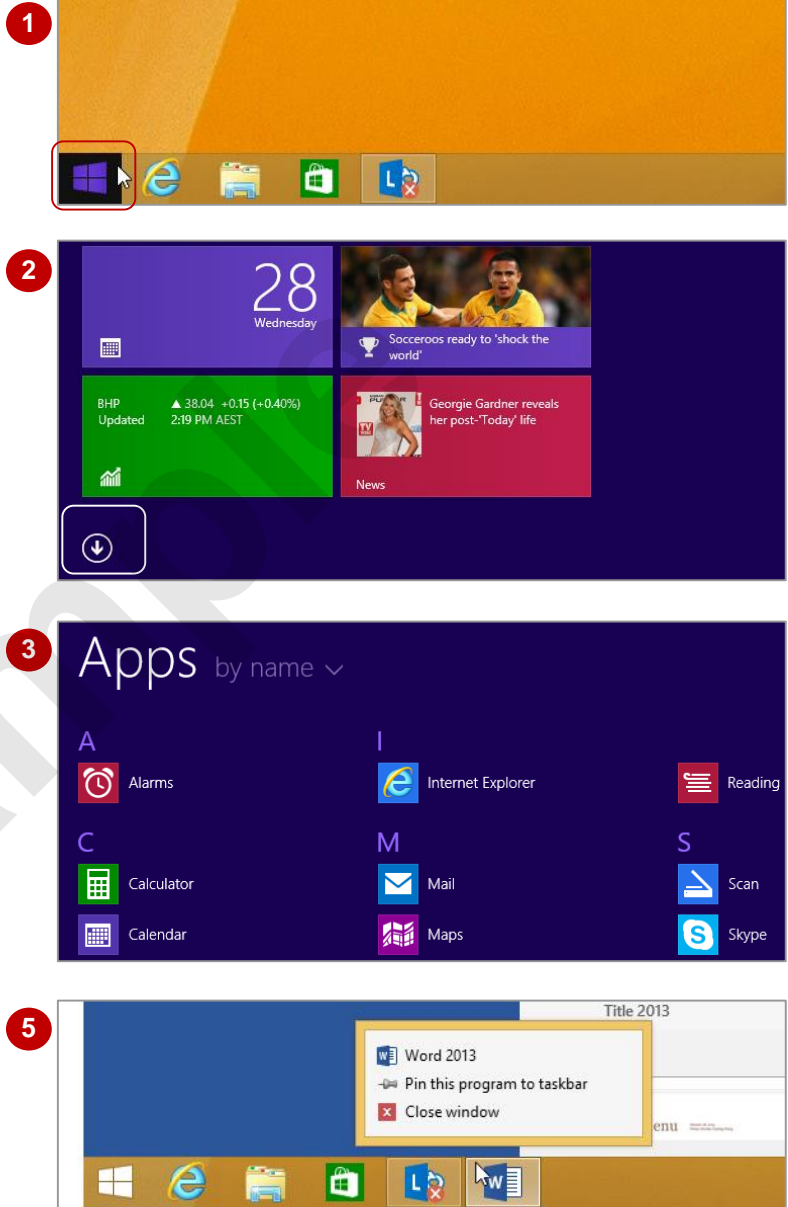 1
L
2
28
Wednesday
Socceroos ready to 'shock the
world'
BHP ▲ 38.04 +0.15 (+0.40%)
Updated 2:19 PM AEST
Georgie Gardner reveals
her post-'Today' life
News
3
Apps by name
A I
Alarms Internet Explorer Reading
C M S
Calculator Mail Scan
Calendar Maps Skype
5
Title 2013
Word 2013
Pin this program to taskbar
Close window
enu
L W